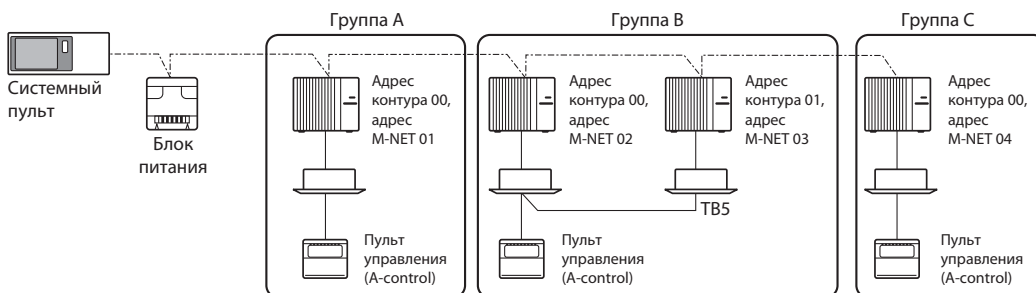 Группа A
Группа B
Группа C
Системный
пульт
Блок
питания
Адрес
контура 00,
адрес
M-NET 01
Адрес
контура 00,
адрес
M-NET 02
Адрес
контура 01,
адрес
M-NET 03
Адрес
контура 00,
адрес
M-NET 04
TB5
Пульт
управления
(A-control)
Пульт
управления
(A-control)
Пульт
управления
(A-control)